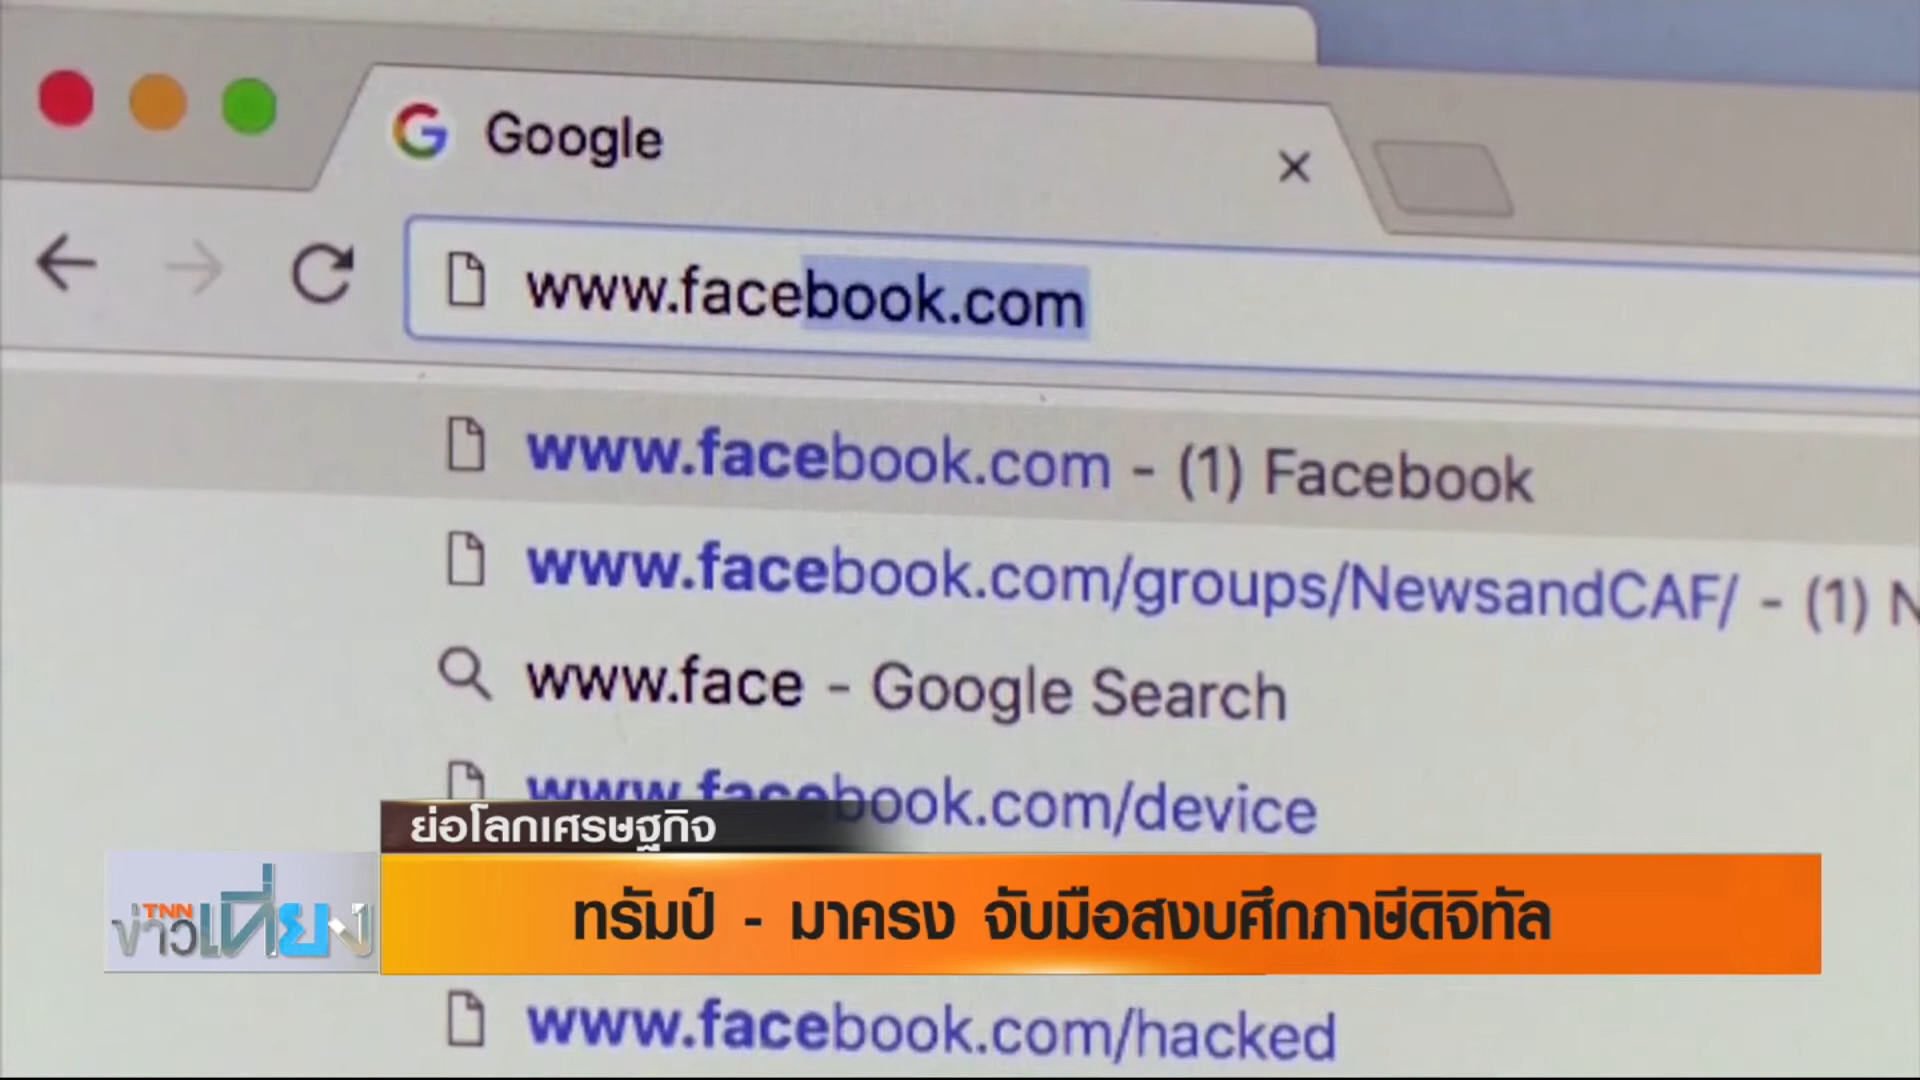 Google
www.facebook.com
www.facebook.com - (1) Facebook
www.facebook.com/groups/NewsandCAF/ - (1) N
www.face - Google Search
www.facebook.com/device
ย่อโลกเศรษฐกิจ
TNN
ข่าวเที่ยง
ทรัมป์ - มาครง จับมือสงบศึกภาษีดิจิทัล
www.facebook.com/hacked